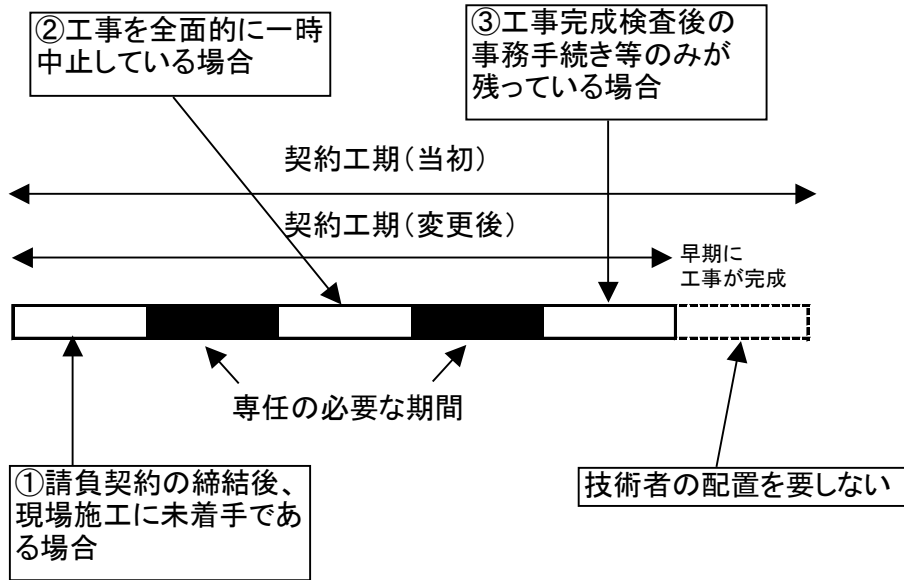 ②工事を全面的に一時
中止している場合
③工事完成検査後の
事務手続き等のみが
残っている場合
契約工期（当初）
契約工期（変更後）
早期に
工事が完成
専任の必要な期間
①請負契約の締結後、
現場施工に未着手であ
る場合
技術者の配置を要しない